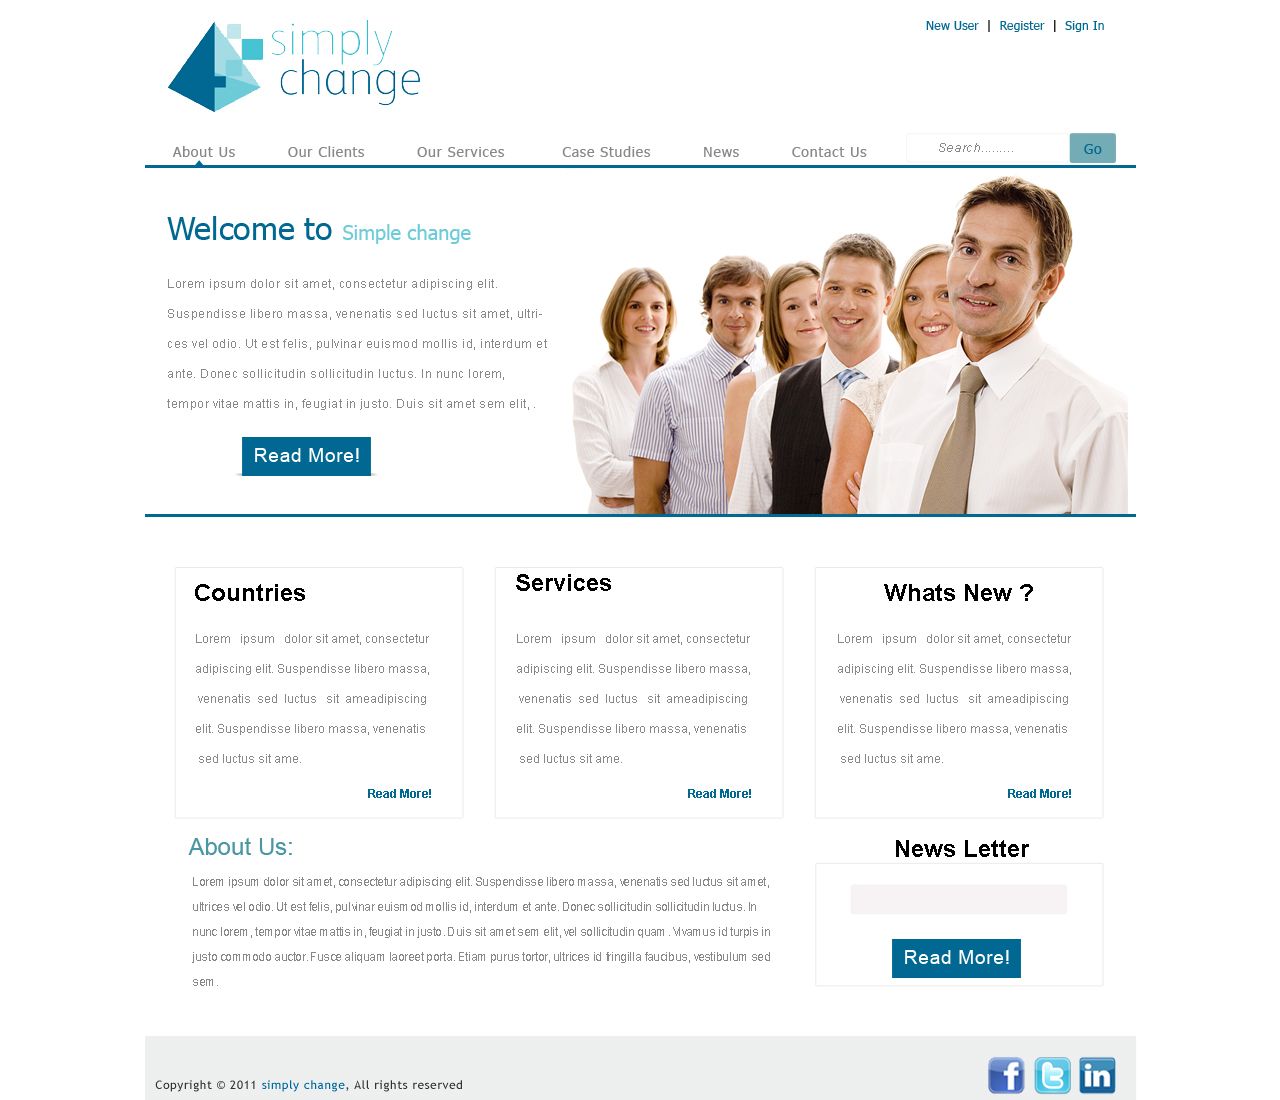 simply
change
New User | Register | Sign In
About Us Our Clients Our Services Case Studies News Contact Us Search......... Go
Welcome to Simple change
Lorem ipsum dolor sit amet, consectetur adipiscing elit.
Suspendisse libero massa, venenatis sed luctus sit amet, ultri-
ces vel odio. Ut est felis, pulvinar euismod mollis id, interdum et
ante. Donec sollicitudin sollicitudin luctus. In nunc lorem,
tempor vitae mattis in, feugiat in justo. Duis sit amet sem elit, .
Read More!
Countries
Lorem ipsum dolor sit amet, consectetur
adipiscing elit. Suspendisse libero massa,
venenatis sed luctus sit ameadipiscing
elit. Suspendisse libero massa, venenatis
sed luctus sit ame.
Read More!
Services
Lorem ipsum dolor sit amet, consectetur
adipiscing elit. Suspendisse libero massa,
venenatis sed luctus sit ameadipiscing
elit. Suspendisse libero massa, venenatis
sed luctus sit ame.
Read More!
Whats New ?
Lorem ipsum dolor sit amet, consectetur
adipiscing elit. Suspendisse libero massa,
venenatis sed luctus sit ameadipiscing
elit. Suspendisse libero massa, venenatis
sed luctus sit ame.
Read More!
About Us:
Lorem ipsum dolor sit amet, consectetur adipiscing elit. Suspendisse libero massa, venenatis sed luctus sit amet,
ultrices vel odio. Ut est felis, pulvinar euismod mollis id, interdum et ante. Donec sollicitudin sollicitudin luctus. In
nunc lorem, tempor vitae mattis in, feugiat in justo. Duis sit amet sem elit, vel sollicitudin quam. Vivamus id turpis in
justo commodo auctor. Fusce aliquam laoreet porta. Etiam purus tortor, ultrices id fringilla faucibus, vestibulum sed
sem.
News Letter
Read More!
Copyright © 2011 simply change, All rights reserved
f t in